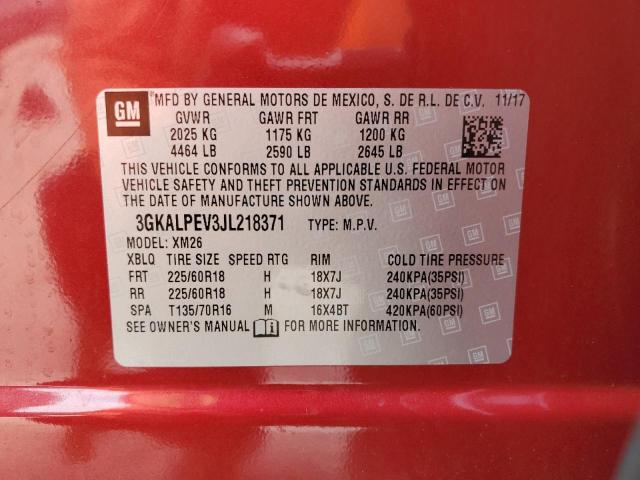 GM
MFD BY GENERAL MOTORS DE MEXICO, S. DE R.L. DE C.V. 11/17
GVWR GAWR FRT GAWR RR
2025 KG 1175 KG 1200 KG
4464 LB 2590 LB 2645 LB
THIS VEHICLE CONFORMS TO ALL APPLICABLE U.S. FEDERAL MOTOR
VEHICLE SAFETY AND THEFT PREVENTION STANDARDS IN EFFECT ON
THE DATE OF MANUFACTURE SHOWN ABOVE.
3GKALPEV3JL218371 TYPE: M.P.V.
MODEL: XM26
XBLQ TIRE SIZE SPEED RTG RIM COLD TIRE PRESSURE
FRT 225/60R18 H 18X7J 240KPA(35PSI)
RR 225/60R18 H 18X7J 240KPA(35PSI)
SPA T135/70R16 M 16X4BT 420KPA(60PSI)
SEE OWNER'S MANUAL FOR MORE INFORMATION.